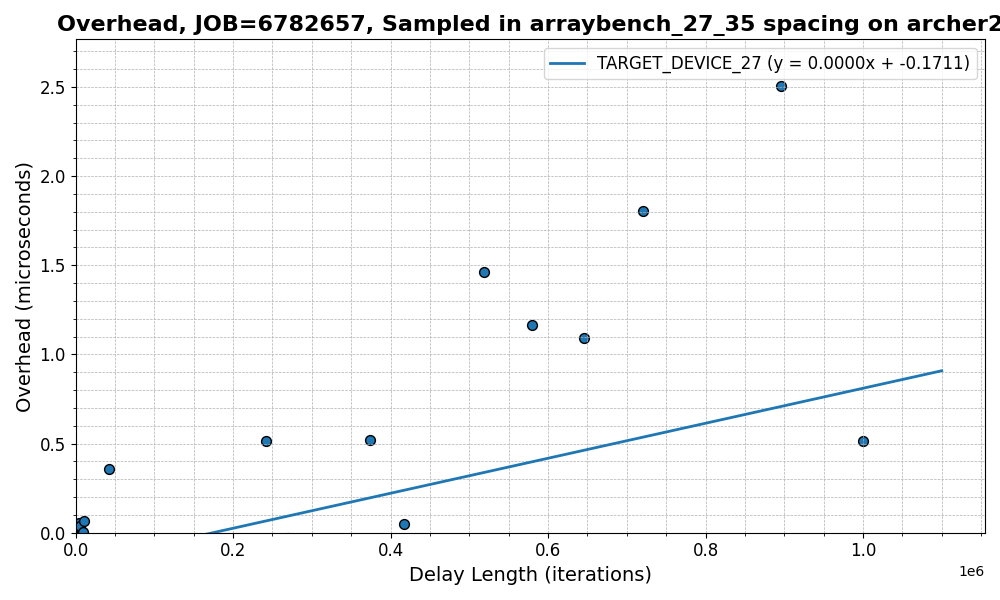 Overhead, JOB=6782657, Sampled in arraybench_27_35 spacing on archer2
TARGET_DEVICE_27 (y = 0.0000x + -0.1711)
Overhead (microseconds)
2.5
2.0
1.5
1.0
0.5
0.0
0.0 0.2 0.4 0.6 0.8 1.0
1e6
Delay Length (iterations)